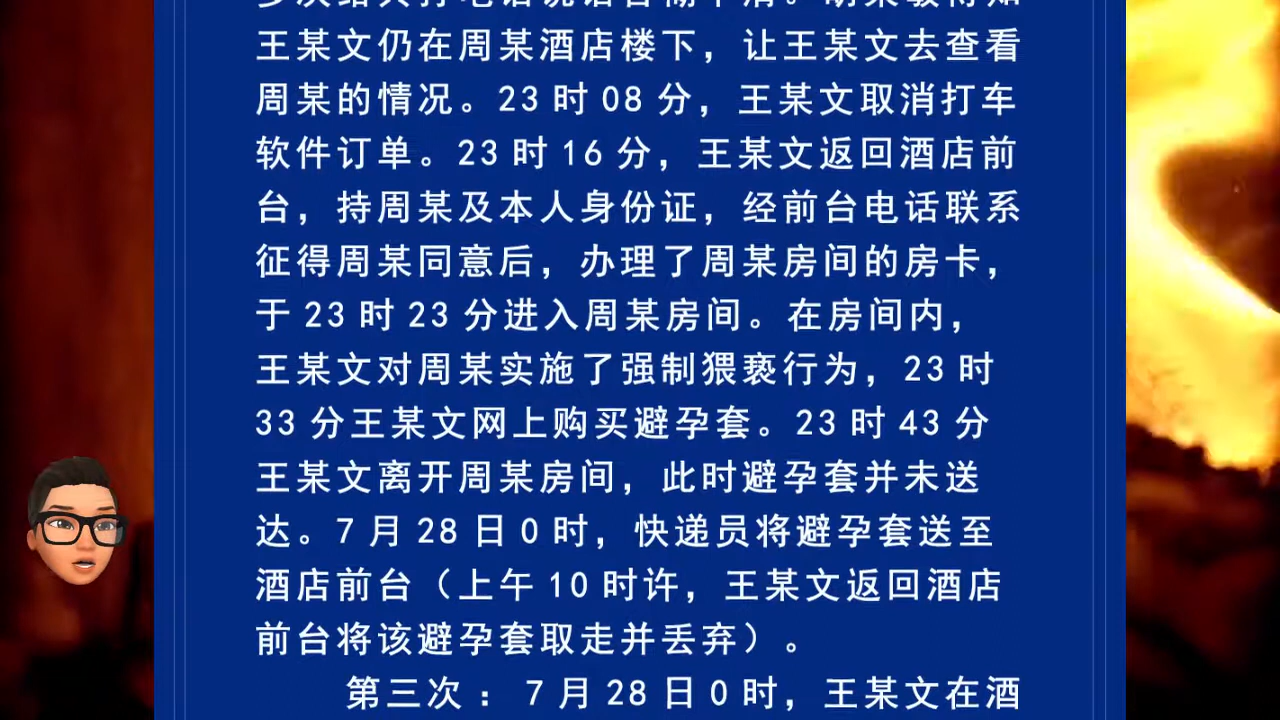 王某文仍在周某酒店楼下，让王某文去查看
周某的情况。23时08分，王某文取消打车
软件订单。23时16分，王某文返回酒店前
台，持周某及本人身份证，经前台电话联系
征得周某同意后，办理了周某房间的房卡，
于23时23分进入周某房间。在房间内，
王某文对周某实施了强制猥亵行为，23时
33分王某文网上购买避孕套。23时43分
王某文离开周某房间，此时避孕套并未送
达。7月28日0时，快递员将避孕套送至
酒店前台（上午10时许，王某文返回酒店
前台将该避孕套取走并丢弃）。
第三次：7月28日0时，王某文在酒